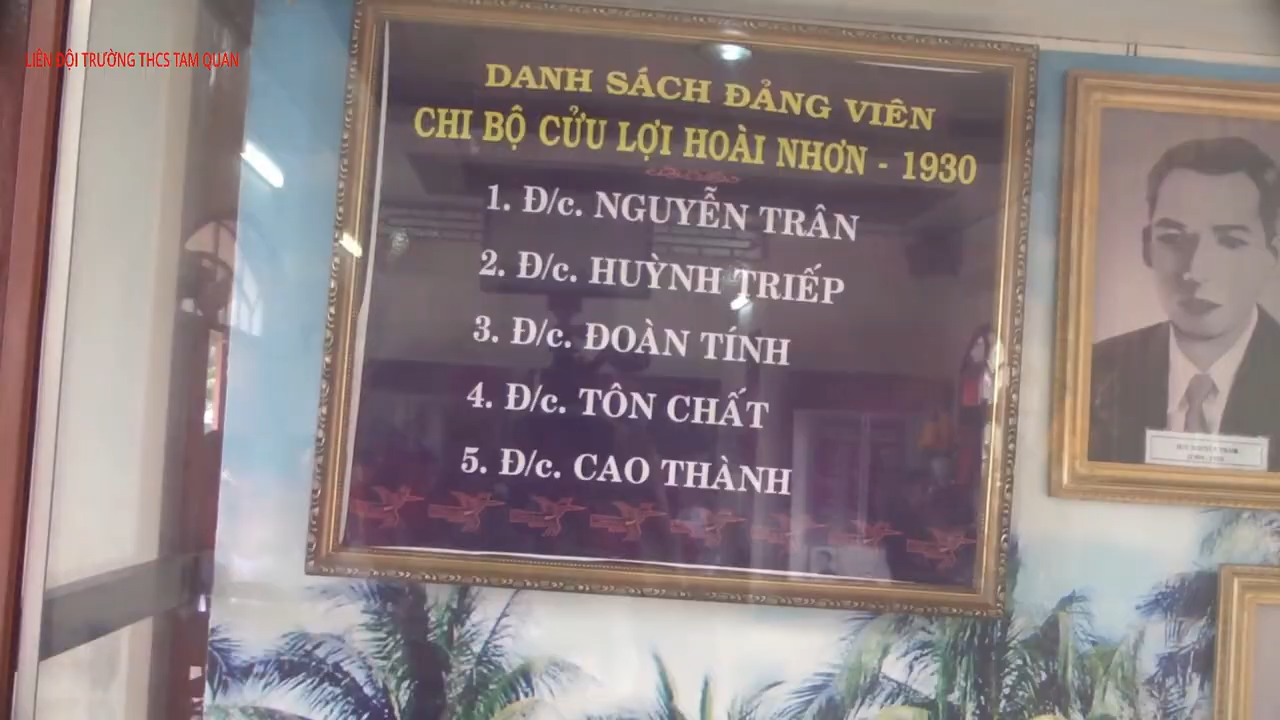 LIÊN ĐỘI TRƯỜNG THCS TAM QUAN
DANH SÁCH ĐẢNG VIÊN
CHI BỘ CỬU LỢI HOÀI NHƠN - 1930
1. Đ/c. NGUYỄN TRÂN
2. Đ/c. HUỲNH TRIẾP
3. Đ/c. ĐOÀN TÍNH
4. Đ/c. TÔN CHẤT
5. Đ/c. CAO THÀNH